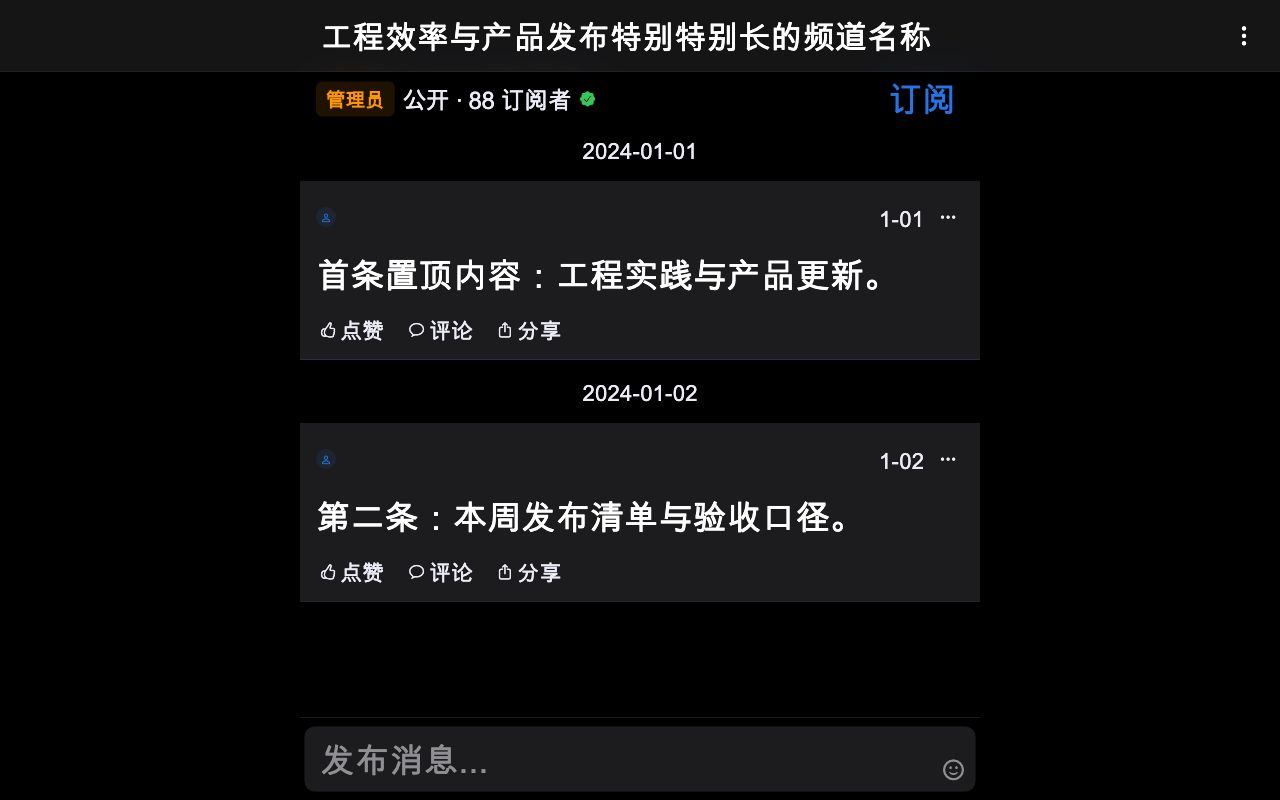 工程效率与产品发布特别特别长的频道名称
管理员 公开 · 88 订阅者 订阅
2024-01-01
1-01
首条置顶内容：工程实践与产品更新。
点赞 评论 分享
2024-01-02
1-02
第二条：本周发布清单与验收口径。
点赞 评论 分享
发布消息...